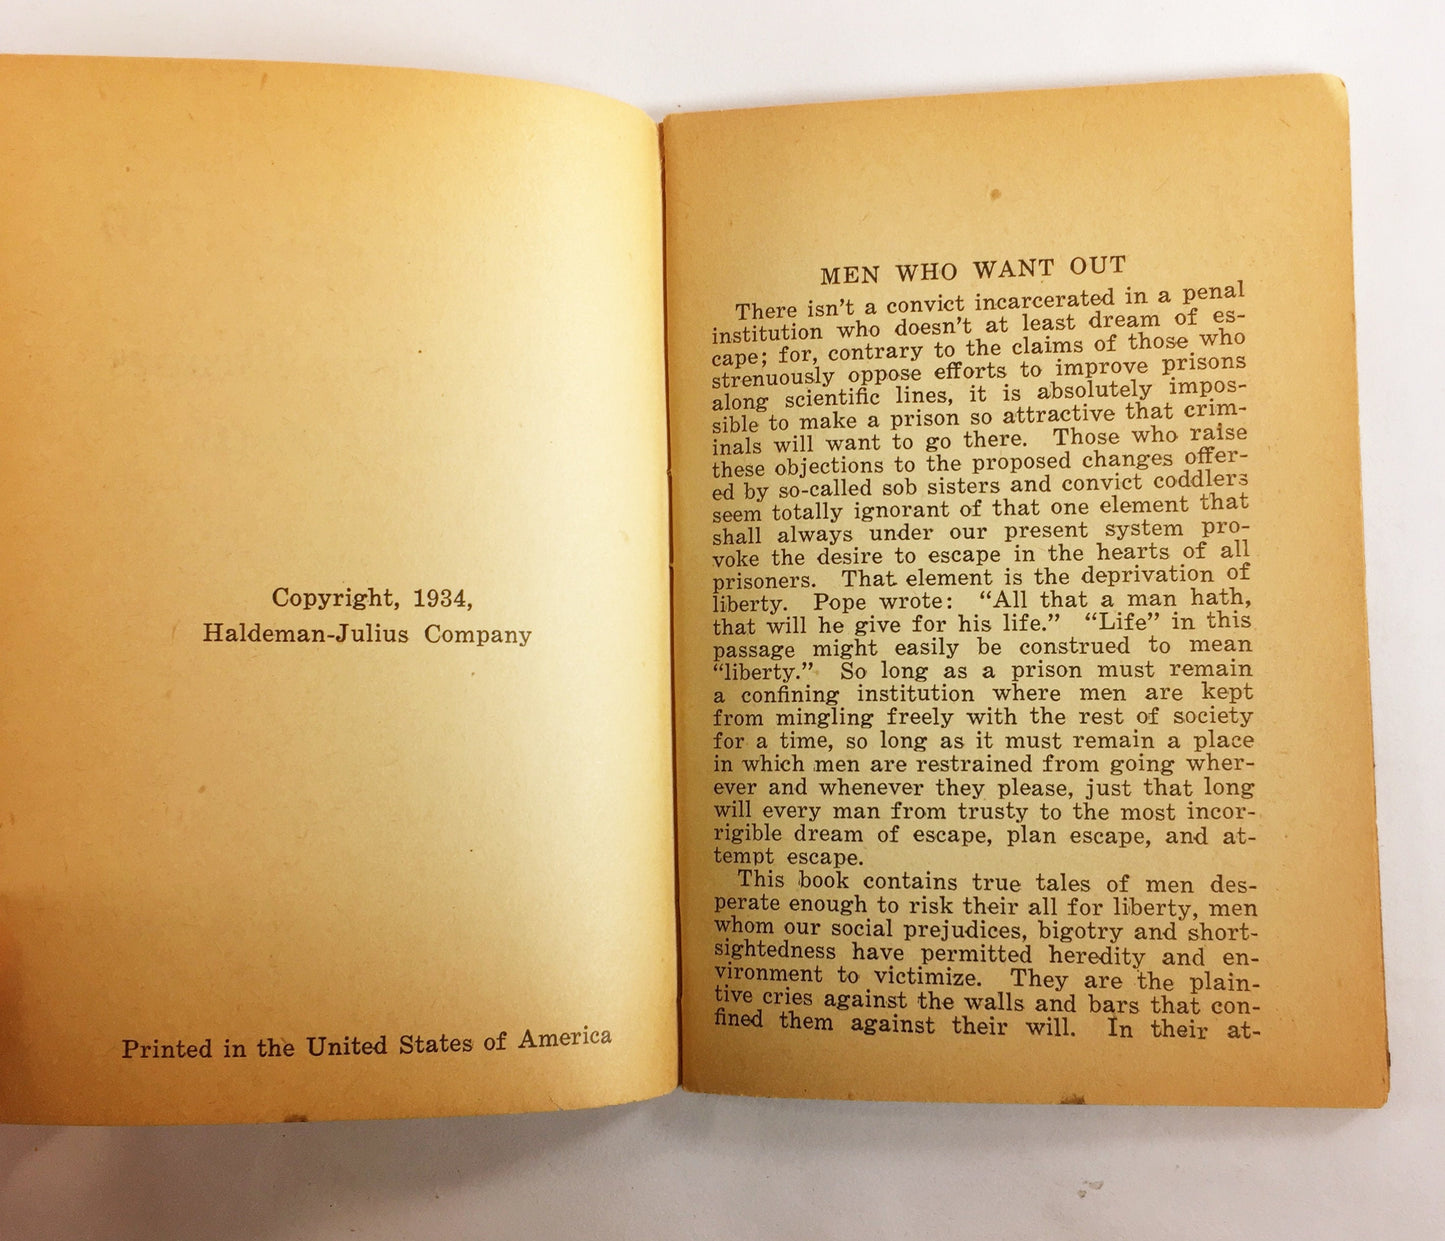 Copyright, 1934,
Haldeman-Julius Company
Printed in the United States of America
MEN WHO WANT OUT
There isn't a convict incarcerated in a penal
institution who doesn't at least dream of es-
cape; for, contrary to the claims of those who
strenuously oppose efforts to improve prisons
along scientific lines, it is absolutely impos-
sible to make a prison so attractive that crim-
inals will want to go there. Those who raise
these objections to the proposed changes offer-
ed by so-called sob sisters and convict coddlers
seem totally ignorant of that one element that
shall always under our present system pro-
voke the desire to escape in the hearts of all
prisoners. That element is the deprivation of
liberty. Pope wrote: “All that a man hath,
that will he give for his life.” “Life” in this
passage might easily be construed to mean
“liberty.” So long as a prison must remain
a confining institution where men are kept
from mingling freely with the rest of society
for a time, so long as it must remain a place
in which men are restrained from going wher-
ever and whenever they please, just that long
will every man from trusty to the most incor-
rigible dream of escape, plan escape, and at-
tempt escape.
This book contains true tales of men des-
perate enough to risk their all for liberty, men
whom our social prejudices, bigotry and short-
sightedness have permitted heredity and en-
vironment to victimize. They are the plain-
tive cries against the walls and bars that con-
fined them against their will. In their at-